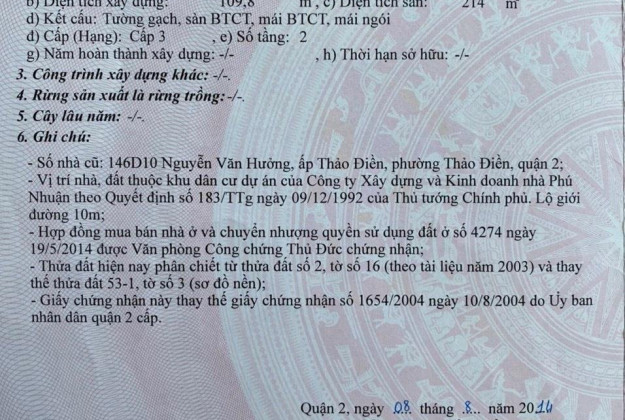 b) Diện tích xây dựng: 109,8 m², c) Diện tích sàn: 214 m²
d) Kết cấu: Tường gạch, sàn BTCT, mái BTCT, mái ngói
đ) Cấp (Hạng): Cấp 3 , e) Số tầng: 2
g) Năm hoàn thành xây dựng: -/- , h) Thời hạn sở hữu: -/-
3. Công trình xây dựng khác: -/-.
4. Rừng sản xuất là rừng trồng: -/-.
5. Cây lâu năm: -/-.
6. Ghi chú:
- Số nhà cũ: 146D10 Nguyễn Văn Hưởng, ấp Thảo Điền, phường Thảo Điền, quận 2;
- Vị trí nhà, đất thuộc khu dân cư dự án của Công ty Xây dựng và Kinh doanh nhà Phú
Nhuận theo Quyết định số 183/TTg ngày 09/12/1992 của Thủ tướng Chính phủ. Lộ giới
đường 10m;
- Hợp đồng mua bán nhà ở và chuyển nhượng quyền sử dụng đất ở số 4274 ngày
19/5/2014 được Văn phòng Công chứng Thủ Đức chứng nhận;
- Thửa đất hiện nay phân chiết từ thửa đất số 2, tờ số 16 (theo tài liệu năm 2003) và thay
thế thửa đất 53-1, tờ số 3 (sơ đồ nền);
- Giấy chứng nhận này thay thế giấy chứng nhận số 1654/2004 ngày 10/8/2004 do Ủy ban
nhân dân quận 2 cấp.
Quận 2, ngày 08. tháng .8... năm 2014